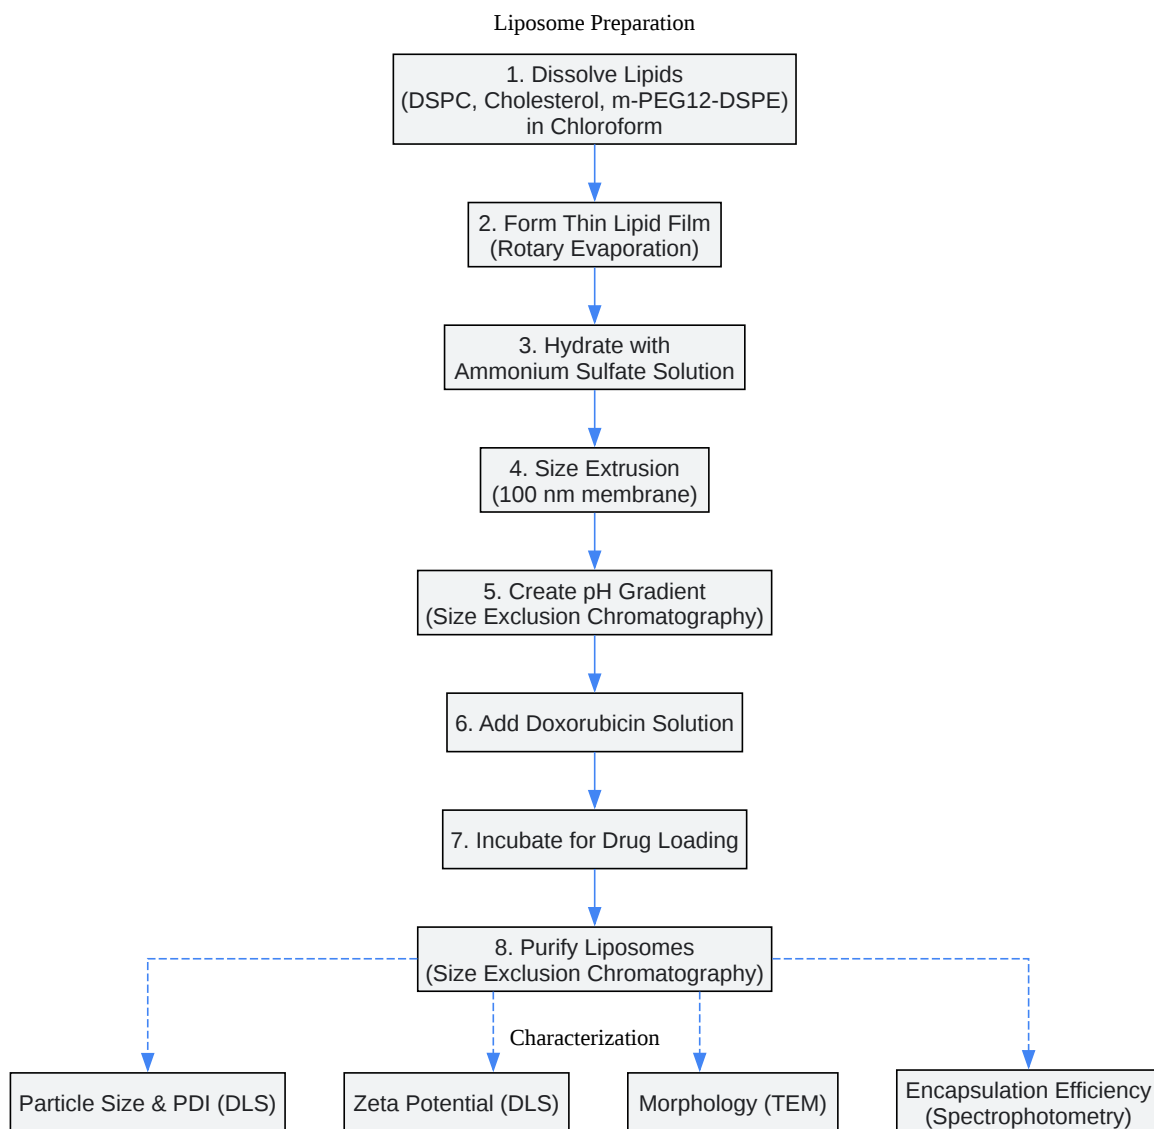 Liposome Preparation
1. Dissolve Lipids
(DSPC, Cholesterol, m-PEG12-DSPE)
in Chloroform
2. Form Thin Lipid Film
(Rotary Evaporation)
3. Hydrate with
Ammonium Sulfate Solution
4. Size Extrusion
(100 nm membrane)
5. Create pH Gradient
(Size Exclusion Chromatography)
6. Add Doxorubicin Solution
7. Incubate for Drug Loading
8. Purify Liposomes
(Size Exclusion Chromatography)
Characterization
Particle Size & PDI (DLS)
Zeta Potential (DLS)
Morphology (TEM)
Encapsulation Efficiency
(Spectrophotometry)